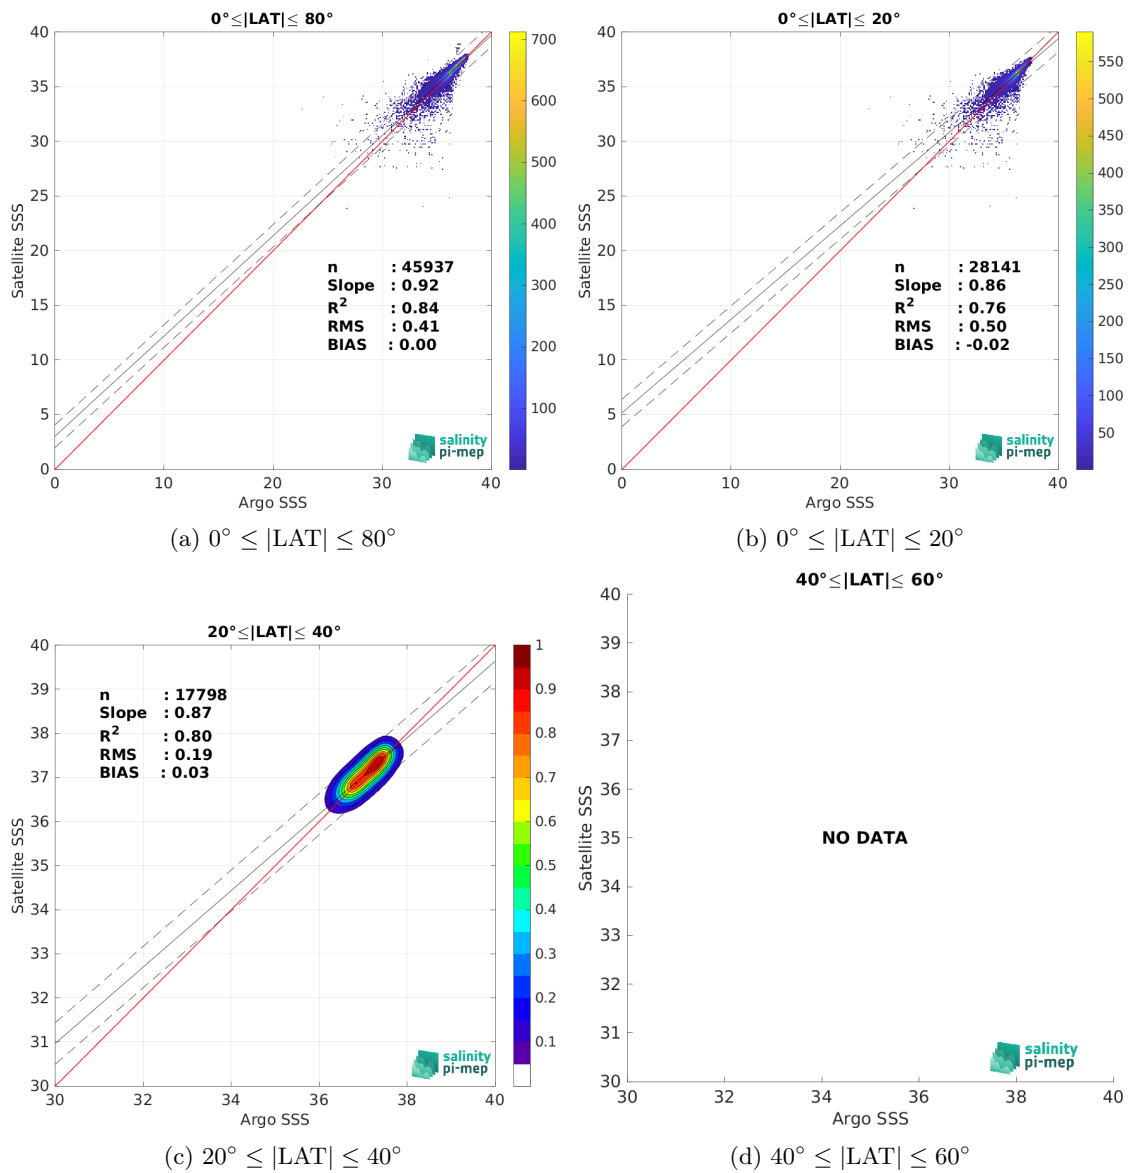 0°≤|LAT|≤ 80°
40
35
30
25
20
15
10
5
0
Satellite SSS
n : 45937
Slope : 0.92
R² : 0.84
RMS : 0.41
BIAS : 0.00
salinity
pi-mep
0 10 20 30 40
Argo SSS
700
600
500
400
300
200
100
(a) 0° ≤ |LAT| ≤ 80°
0°≤|LAT|≤ 20°
40
35
30
25
20
15
10
5
0
Satellite SSS
n : 28141
Slope : 0.86
R² : 0.76
RMS : 0.50
BIAS : -0.02
salinity
pi-mep
0 10 20 30 40
Argo SSS
550
500
450
400
350
300
250
200
150
100
50
(b) 0° ≤ |LAT| ≤ 20°
20°≤|LAT|≤ 40°
40
39
38
37
36
35
34
33
32
31
30
Satellite SSS
n : 17798
Slope : 0.87
R² : 0.80
RMS : 0.19
BIAS : 0.03
salinity
pi-mep
30 32 34 36 38 40
Argo SSS
1
0.9
0.8
0.7
0.6
0.5
0.4
0.3
0.2
0.1
(c) 20° ≤ |LAT| ≤ 40°
40°≤|LAT|≤ 60°
40
39
38
37
36
35
34
33
32
31
30
Satellite SSS
NO DATA
salinity
pi-mep
30 32 34 36 38 40
Argo SSS
(d) 40° ≤ |LAT| ≤ 60°